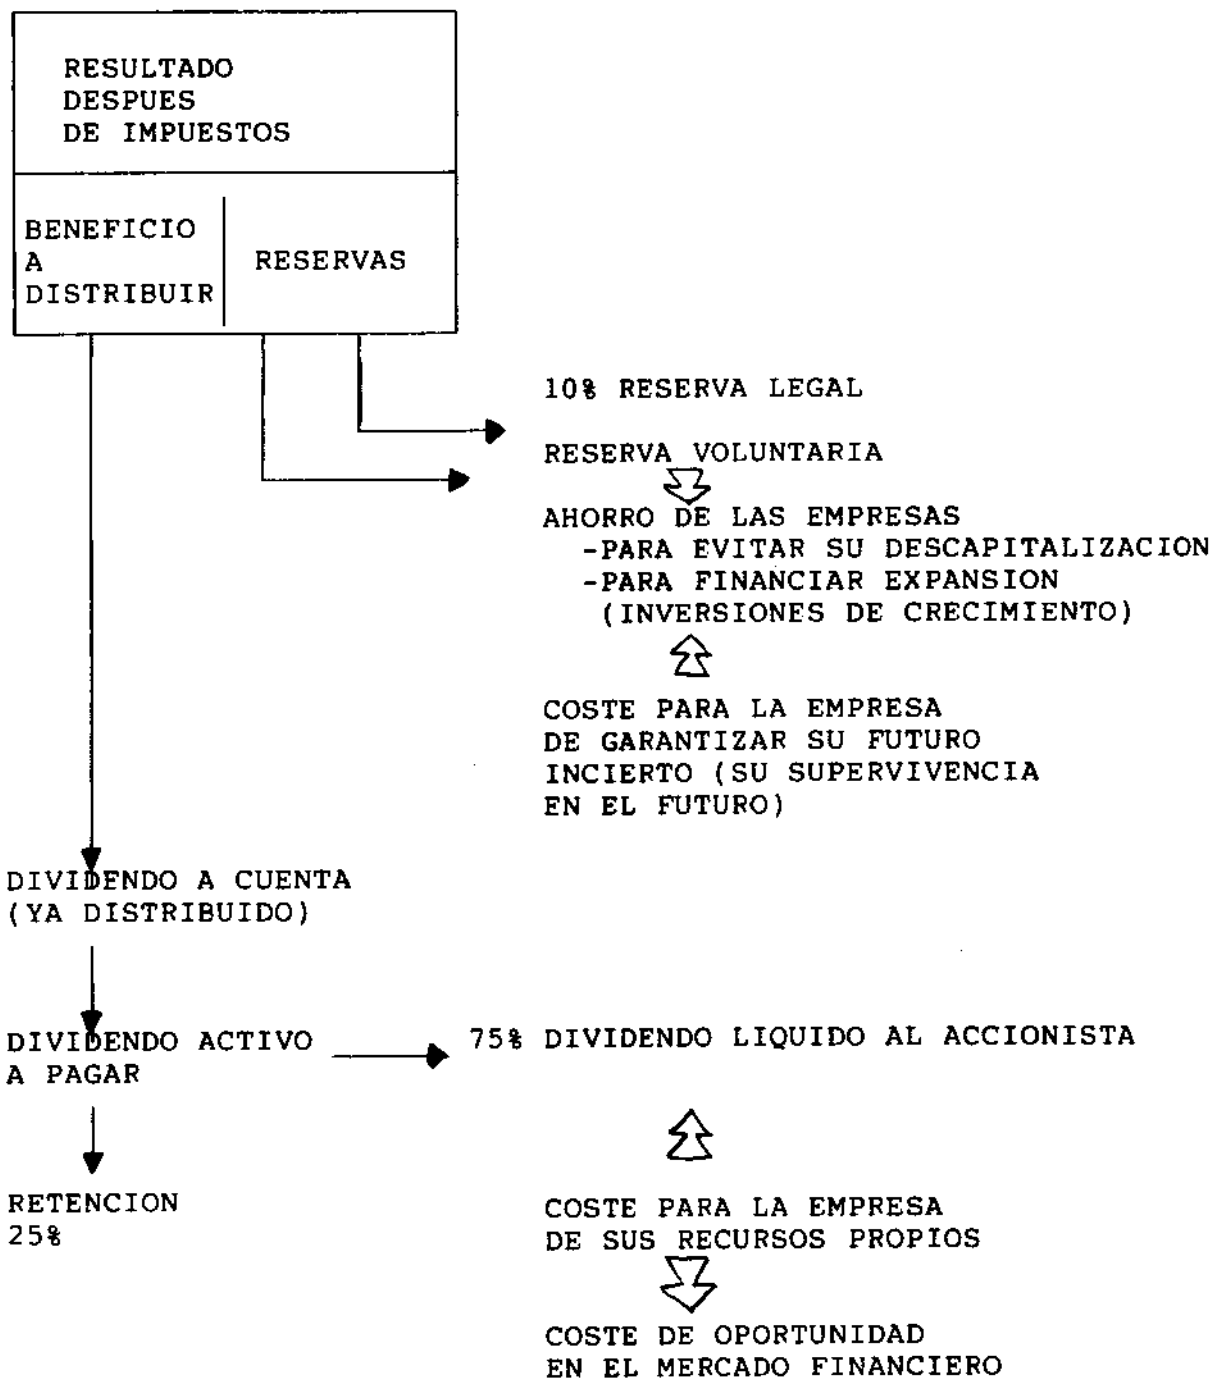 RESULTADO
DESPUES
DE IMPUESTOS
BENEFICIO
A
DISTRIBUIR
RESERVAS
10% RESERVA LEGAL
RESERVA VOLUNTARIA
AHORRO DE LAS EMPRESAS
-PARA EVITAR SU DESCAPITALIZACION
-PARA FINANCIAR EXPANSION
(INVERSIONES DE CRECIMIENTO)
COSTE PARA LA EMPRESA
DE GARANTIZAR SU FUTURO
INCIERTO (SU SUPERVIVENCIA
EN EL FUTURO)
DIVIDENDO A CUENTA
(YA DISTRIBUIDO)
DIVIDENDO ACTIVO
A PAGAR
75% DIVIDENDO LIQUIDO AL ACCIONISTA
RETENCION
25%
COSTE PARA LA EMPRESA
DE SUS RECURSOS PROPIOS
COSTE DE OPORTUNIDAD
EN EL MERCADO FINANCIERO